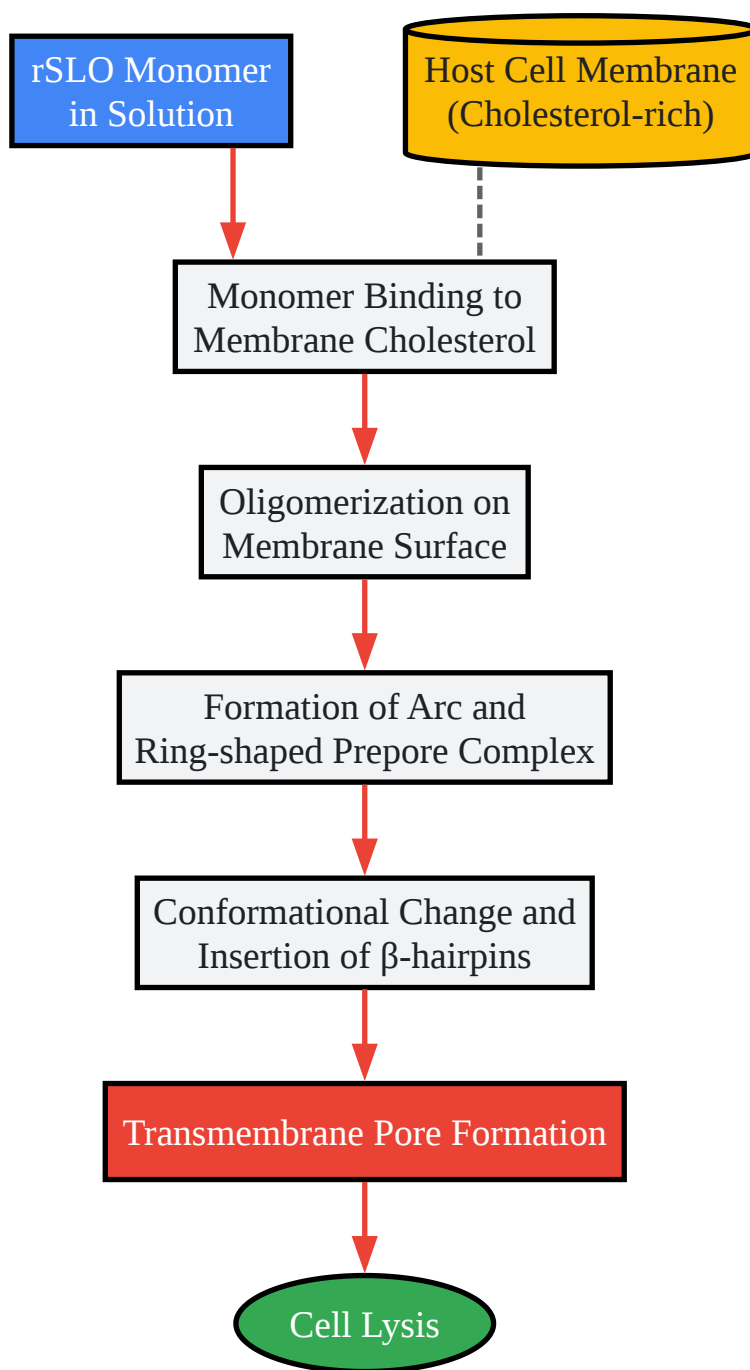 rSLO Monomer
in Solution
Host Cell Membrane
(Cholesterol-rich)
Monomer Binding to
Membrane Cholesterol
Oligomerization on
Membrane Surface
Formation of Arc and
Ring-shaped Prepore Complex
Conformational Change and
Insertion of β-hairpins
Transmembrane Pore Formation
Cell Lysis